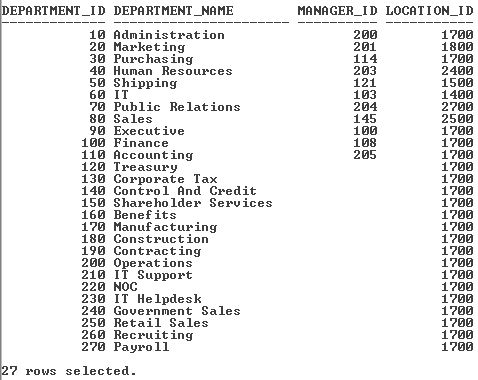 DEPARTMENT_ID DEPARTMENT_NAME MANAGER_ID LOCATION_ID
10 Administration 200 1700
20 Marketing 201 1800
30 Purchasing 114 1700
40 Human Resources 203 2400
50 Shipping 121 1500
60 IT 103 1400
70 Public Relations 204 2700
80 Sales 145 2500
90 Executive 100 1700
100 Finance 108 1700
110 Accounting 205 1700
120 Treasury 1700
130 Corporate Tax 1700
140 Control And Credit 1700
150 Shareholder Services 1700
160 Benefits 1700
170 Manufacturing 1700
180 Construction 1700
190 Contracting 1700
200 Operations 1700
210 IT Support 1700
220 NOC 1700
230 IT Helpdesk 1700
240 Government Sales 1700
250 Retail Sales 1700
260 Recruiting 1700
270 Payroll 1700
27 rows selected.